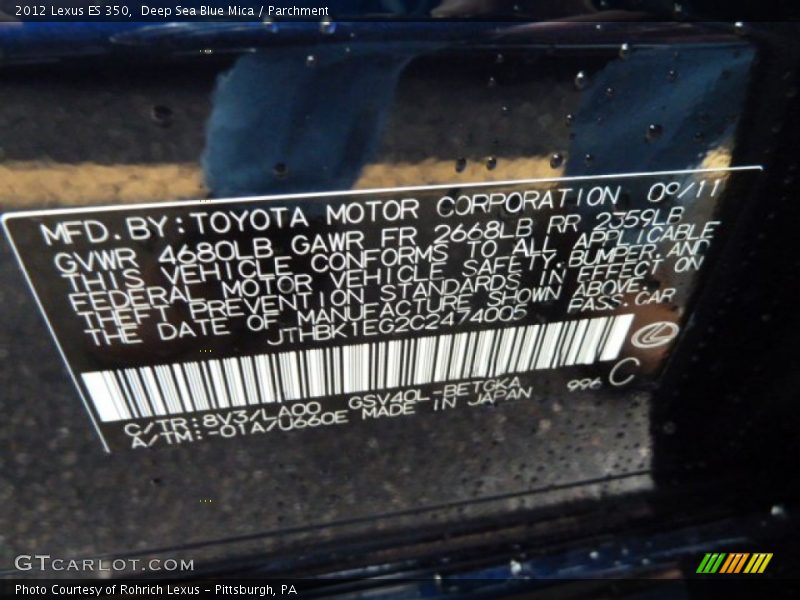 2012 Lexus ES 350, Deep Sea Blue Mica / Parchment
MFD. BY: TOYOTA MOTOR CORPORATION 09/11
GVWR 4680LB GAWR FR 2668LB RR 2359LB
THIS VEHICLE CONFORMS TO ALL APPLICABLE
FEDERAL MOTOR VEHICLE SAFETY, BUMPER, AND
THEFT PREVENTION STANDARDS IN EFFECT ON
THE DATE OF MANUFACTURE SHOWN ABOVE.
JTHBK1EG2C2474005 PASS. CAR
C/TR: 8V3/LA00 GSV40L-BETGKA 996 C
A/TM: -01A/U660E MADE IN JAPAN
GTCARLOT.COM
Photo Courtesy of Rohrich Lexus - Pittsburgh, PA